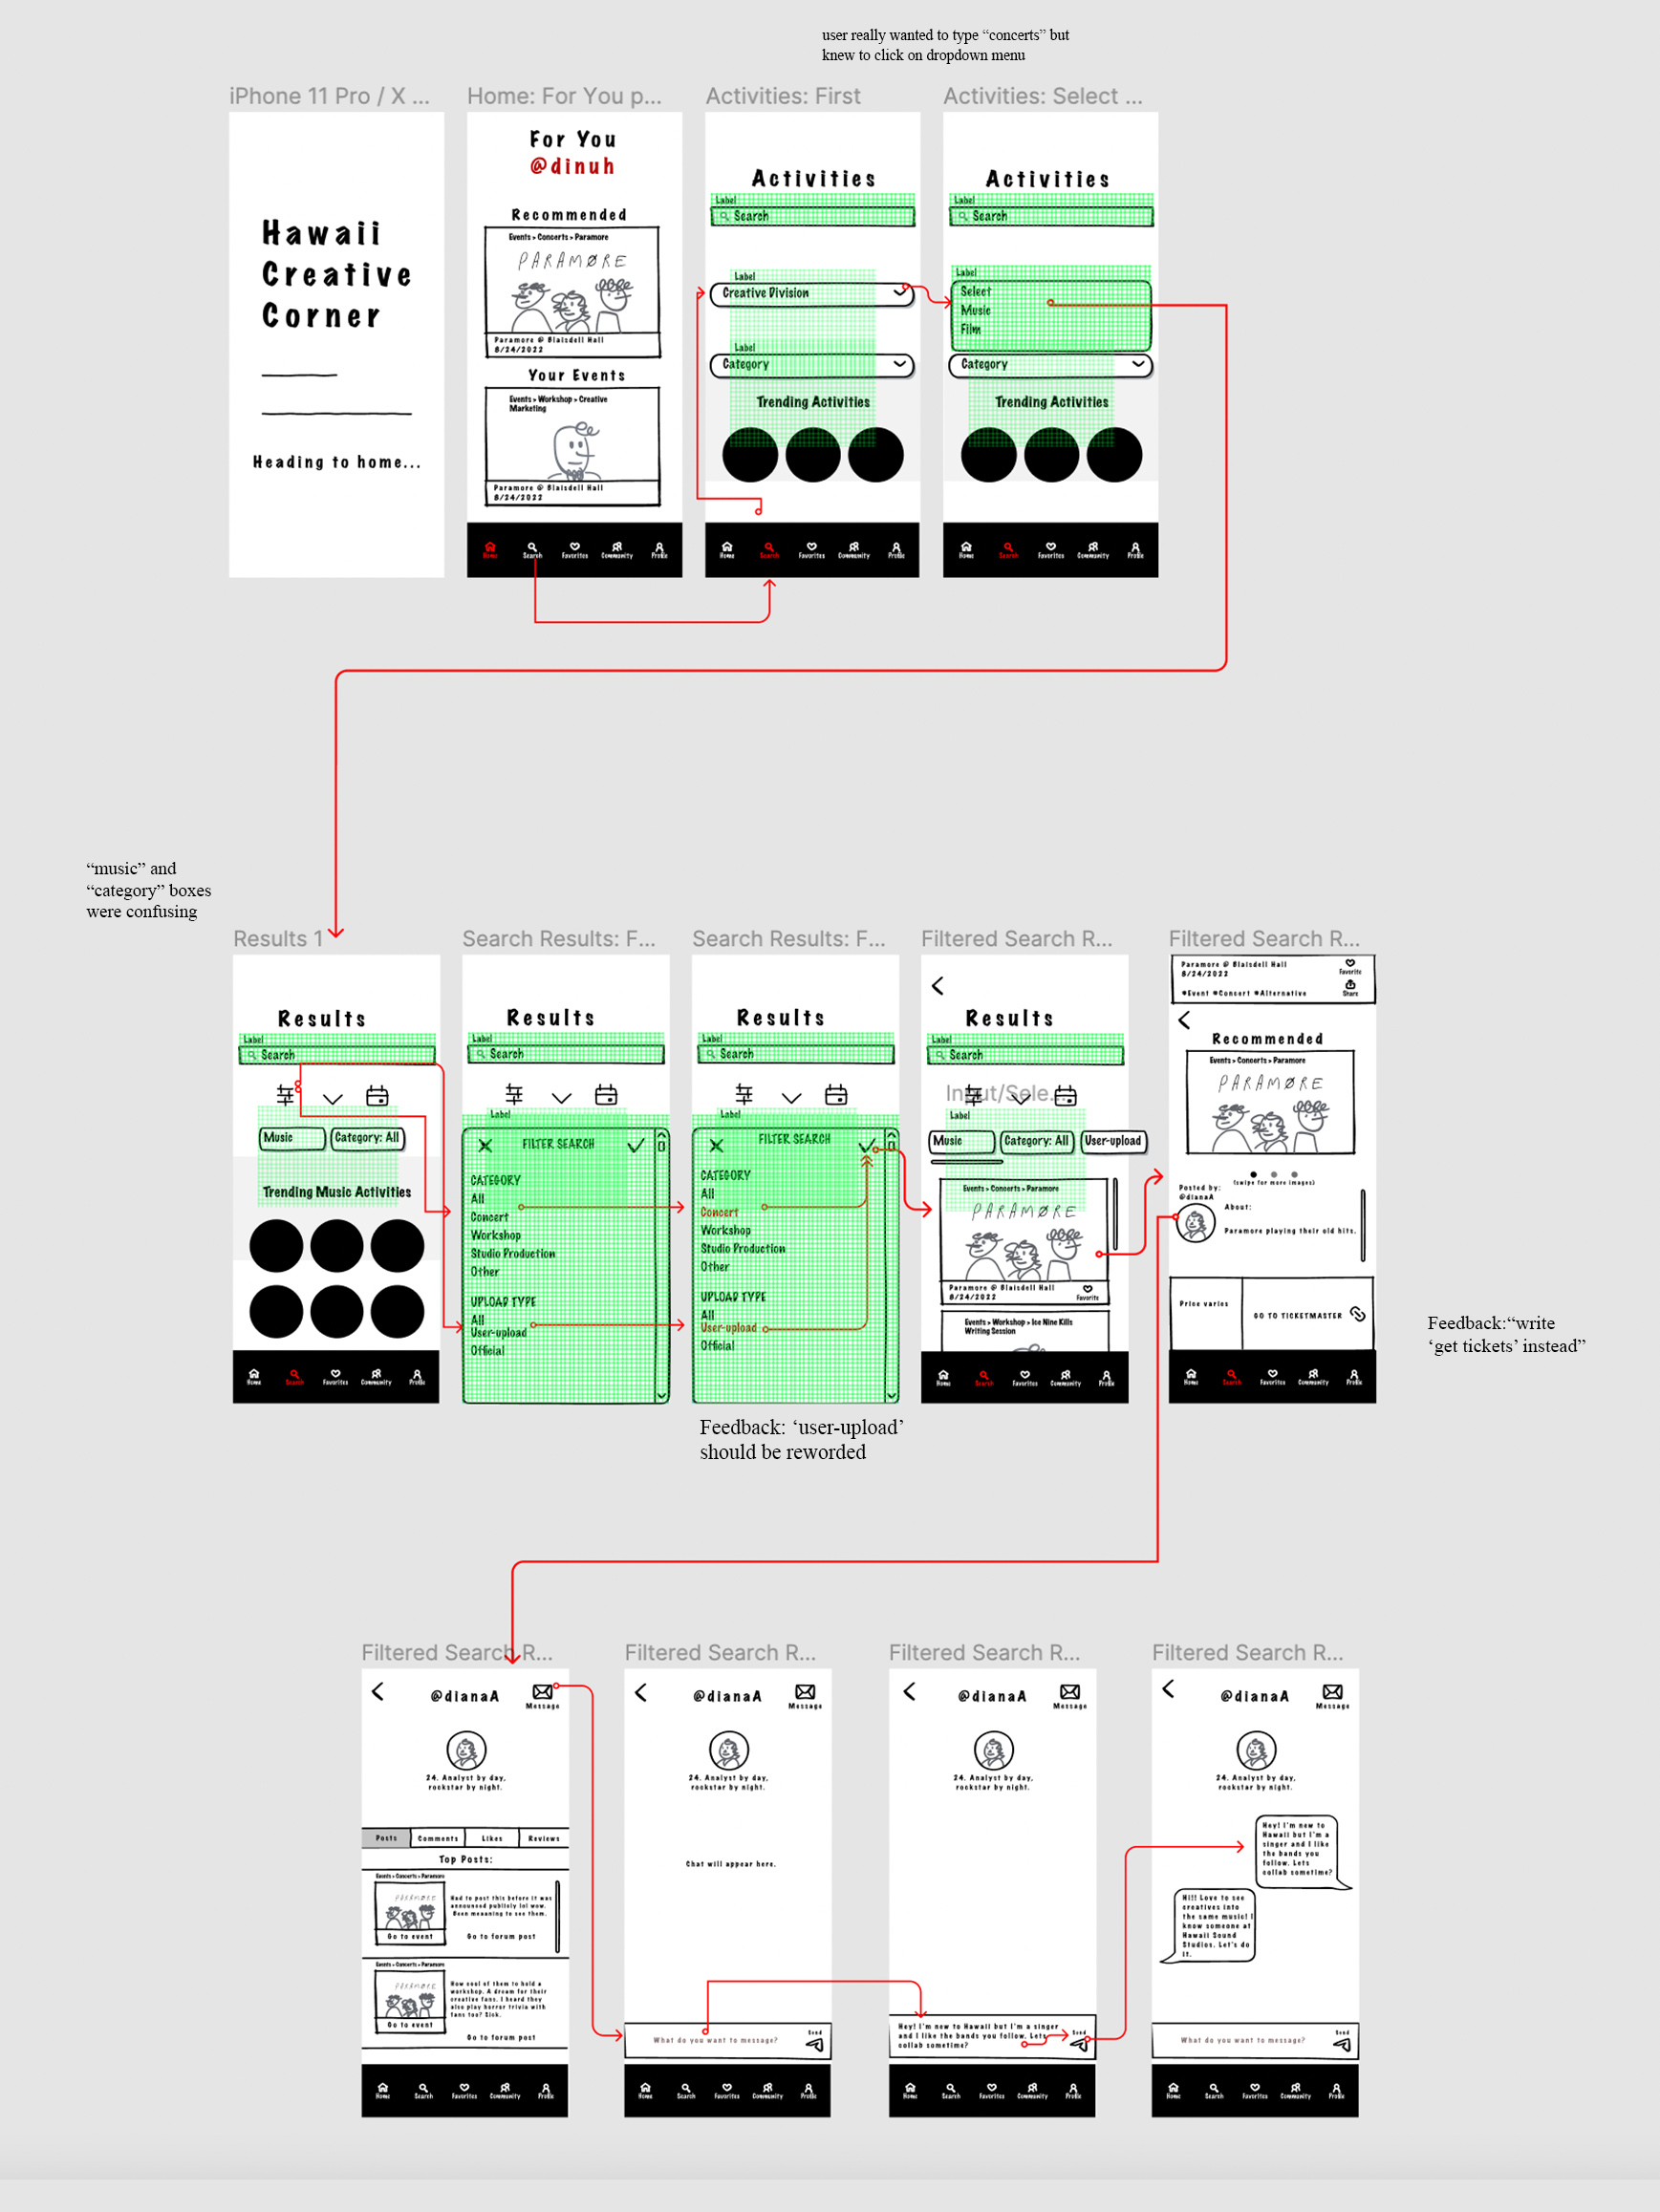 user really wanted to type “concerts” but
knew to click on dropdown menu
iPhone 11 Pro / X ...
Home: For You p...
Activities: First
Activities: Select ...
Hawaii
Creative
Corner
Heading to home...
For You
@dinuh
Recommended
Events > Concerts > Paramore
PARAMØRE
Paramore @ Blaisdell Hall
8/24/2022
Your Events
Events > Workshop > Creative
Marketing
Paramore @ Blaisdell Hall
8/24/2022
Home Search Favorites Community Profile
Activities
Label
Search
Label
Creative Division
Label
Category
Trending Activities
Home Search Favorites Community Profile
Activities
Label
Search
Label
Select
Music
Film
Category
Trending Activities
Home Search Favorites Community Profile
“music” and
“category” boxes
were confusing
Results 1
Search Results: F...
Search Results: F...
Filtered Search R...
Filtered Search R...
Results
Label
Search
Music
Category: All
Trending Music Activities
Home Search Favorites Community Profile
Results
Label
Search
Label
FILTER SEARCH
CATEGORY
All
Concert
Workshop
Studio Production
Other
UPLOAD TYPE
All
User-upload
Official
Results
Label
Search
Label
FILTER SEARCH
CATEGORY
All
Concert
Workshop
Studio Production
Other
UPLOAD TYPE
All
User-upload
Official
Feedback: ‘user-upload’
should be reworded
Results
Label
Search
Input/Sele...
Label
Music
Category: All
User-upload
Events > Concerts > Paramore
PARAMØRE
Paramore @ Blaisdell Hall
8/24/2022
Favorite
Events > Workshop > Ice Nine Kills
Writing Session
Home Search Favorites Community Profile
Paramore @ Blaisdell Hall
8/24/2022
Favorite
#Event #Concert #Alternative
Share
Recommended
Events > Concerts > Paramore
PARAMØRE
(swipe for more images)
Posted by:
@dianaA
About:
Paramore playing their old hits.
Price varies
GO TO TICKETMASTER
Home Search Favorites Community Profile
Feedback:“write
‘get tickets’ instead”
Filtered Search R...
Filtered Search R...
Filtered Search R...
Filtered Search R...
@dianaA
Message
24. Analyst by day,
rockstar by night.
Posts Comments Likes Reviews
Top Posts:
Events > Concerts > Paramore
PARAMØRE
Had to post this before it was
announced publicly lol wow.
Been meaning to see them.
Go to event
Go to forum post
Events > Concerts > Paramore
PARAMØRE
How cool of them to hold a
workshop. A dream for their
creative fans. I heard they
also play horror trivia with
fans too? Sick.
Go to event
Go to forum post
Home Search Favorites Community Profile
@dianaA
Message
24. Analyst by day,
rockstar by night.
Chat will appear here.
What do you want to message?
Send
Home Search Favorites Community Profile
@dianaA
Message
24. Analyst by day,
rockstar by night.
Hey! I'm new to Hawaii but I'm a singer
and I like the bands you follow. Lets
collab sometime?
Send
Home Search Favorites Community Profile
@dianaA
Message
24. Analyst by day,
rockstar by night.
Hey! I'm new to
Hawaii but I'm a
singer and I like
the bands you
follow. Lets
collab sometime?
Hi!! Love to see
creatives into
the same music! I
know someone at
Hawaii Sound
Studios. Let's do
it.
What do you want to message?
Send
Home Search Favorites Community Profile